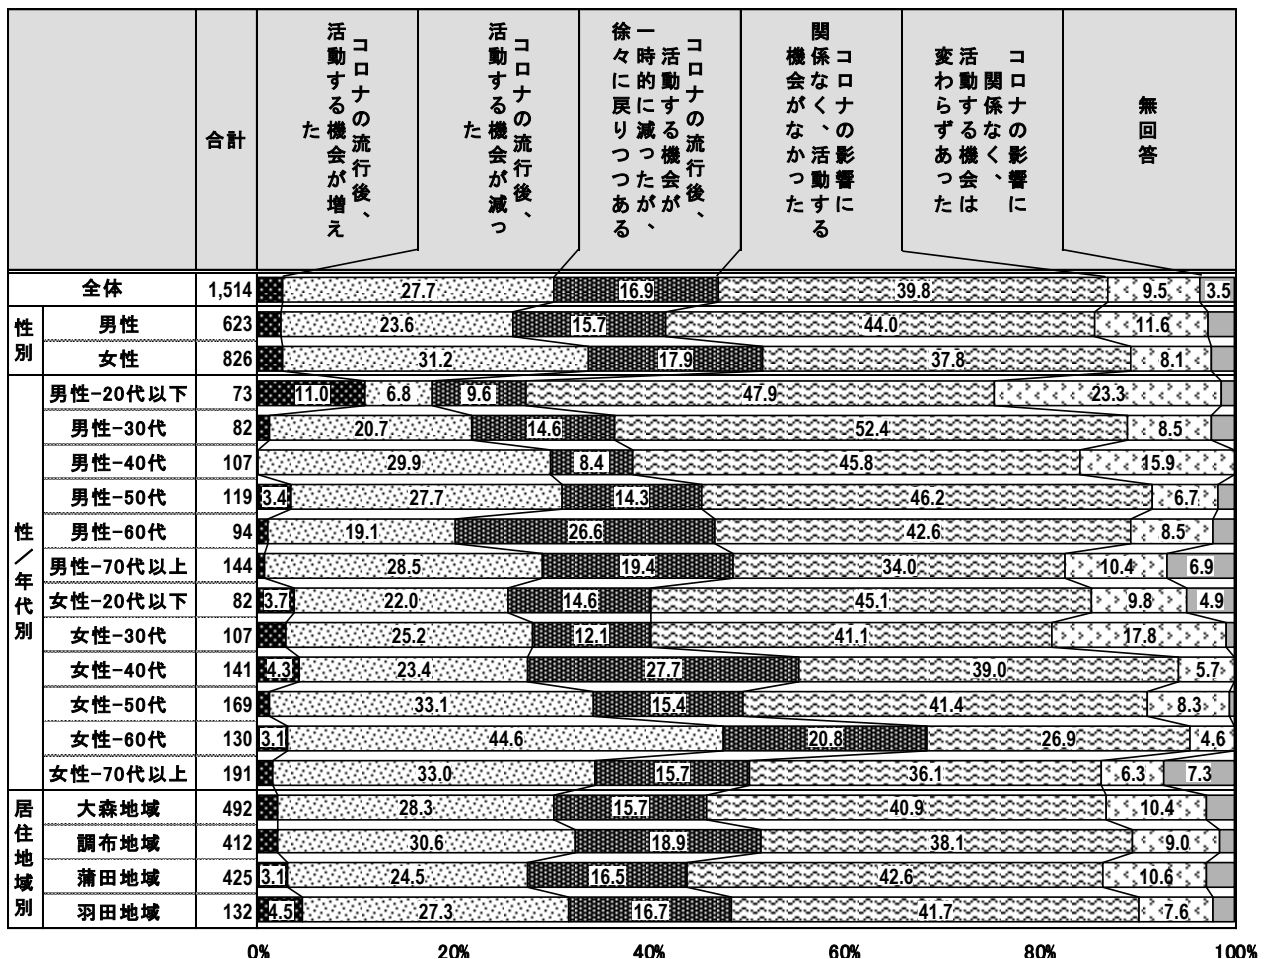 合計
コロナの流行後、
活動する機会が増え
た
コロナの流行後、
活動する機会が減っ
た
コロナの流行後、
活動する機会が
一時的に減ったが、
徐々に戻りつつある
コロナの影響に
関係なく、活動する
機会がなかった
コロナの影響に
関係なく、
活動する機会は
変わらずあった
無回答
全体 1,514 27.7 16.9 39.8 9.5 3.5
性別
男性 623 23.6 15.7 44.0 11.6
女性 826 31.2 17.9 37.8 8.1
性/年代別
男性-20代以下 73 11.0 6.8 9.6 47.9 23.3
男性-30代 82 20.7 14.6 52.4 8.5
男性-40代 107 29.9 8.4 45.8 15.9
男性-50代 119 3.4 27.7 14.3 46.2 6.7
男性-60代 94 19.1 26.6 42.6 8.5
男性-70代以上 144 28.5 19.4 34.0 10.4 6.9
女性-20代以下 82 3.7 22.0 14.6 45.1 9.8 4.9
女性-30代 107 25.2 12.1 41.1 17.8
女性-40代 141 4.3 23.4 27.7 39.0 5.7
女性-50代 169 33.1 15.4 41.4 8.3
女性-60代 130 3.1 44.6 20.8 26.9 4.6
女性-70代以上 191 33.0 15.7 36.1 6.3 7.3
居住地域別
大森地域 492 28.3 15.7 40.9 10.4
調布地域 412 30.6 18.9 38.1 9.0
蒲田地域 425 3.1 24.5 16.5 42.6 10.6
羽田地域 132 4.5 27.3 16.7 41.7 7.6
0% 20% 40% 60% 80% 100%